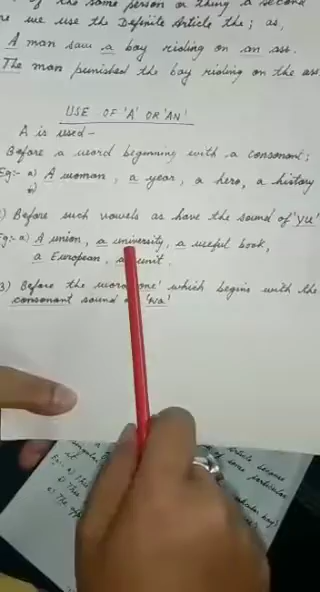 of the same person or thing a second
we use the Definite Article the; as,
A man saw a boy riding on an ass.
The man punished the boy riding on the ass
USE OF 'A' OR 'AN'
A is used -
Before a word beginning with a consonant;
Eg:- a) A woman, a year, a hero, a history
Before such vowels as have the sound of 'yu'
Eg:- a) A union, a university, a useful book,
a European, a unit.
3) Before the word 'one' which begins with the
consonant sound 'wa'